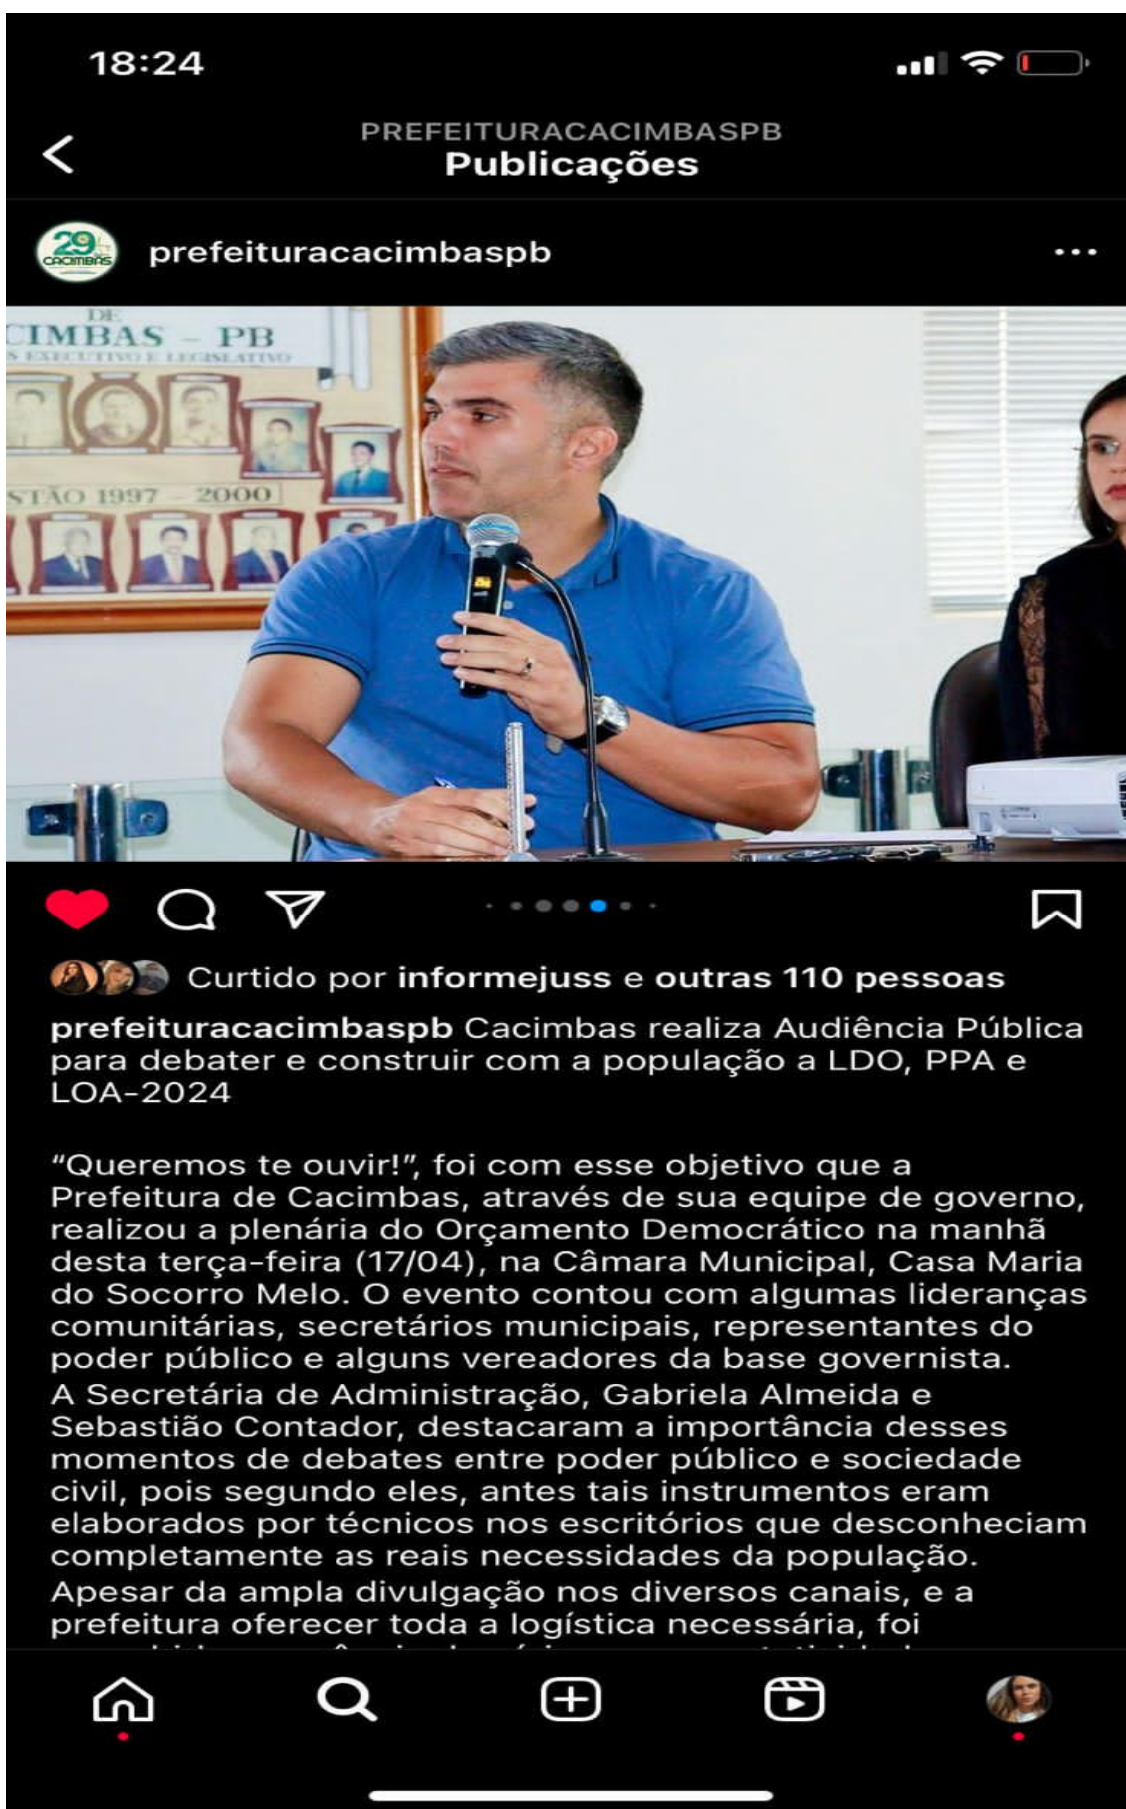 18:24
PREFEITURACACIMBASPB
Publicações
29
CACIMBAS
prefeituracacimbaspb
DE
CIMBAS - PB
S EXECUTIVO E LEGISLATIVO
STÃO 1997 - 2000
Curtido por informejuss e outras 110 pessoas
prefeituracacimbaspb Cacimbas realiza Audiência Pública
para debater e construir com a população a LDO, PPA e
LOA-2024
“Queremos te ouvir!”, foi com esse objetivo que a
Prefeitura de Cacimbas, através de sua equipe de governo,
realizou a plenária do Orçamento Democrático na manhã
desta terça-feira (17/04), na Câmara Municipal, Casa Maria
do Socorro Melo. O evento contou com algumas lideranças
comunitárias, secretários municipais, representantes do
poder público e alguns vereadores da base governista.
A Secretária de Administração, Gabriela Almeida e
Sebastião Contador, destacaram a importância desses
momentos de debates entre poder público e sociedade
civil, pois segundo eles, antes tais instrumentos eram
elaborados por técnicos nos escritórios que desconheciam
completamente as reais necessidades da população.
Apesar da ampla divulgação nos diversos canais, e a
prefeitura oferecer toda a logística necessária, foi